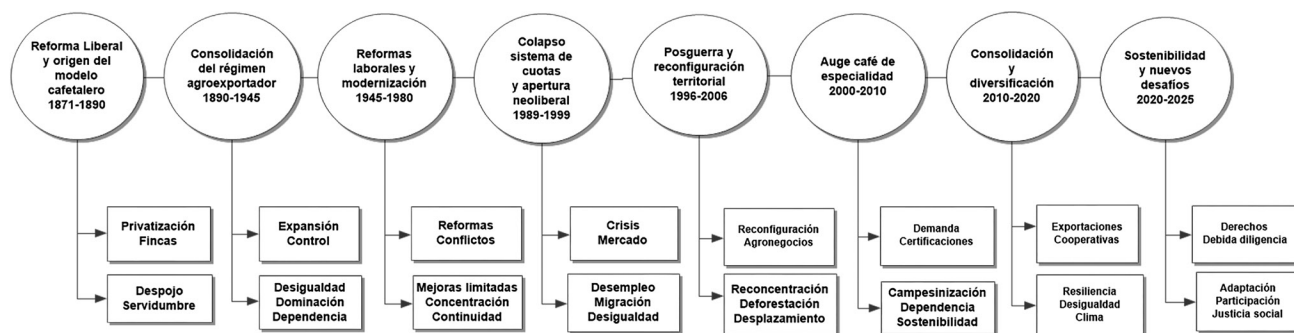 Reforma Liberal
y origen del
modelo
cafetalero
1871-1890
Consolidación
del régimen
agroexportador
1890-1945
Reformas
laborales y
modernización
1945-1980
Colapso
sistema de
cuotas
y apertura
neoliberal
1989-1999
Posguerra y
reconfiguración
territorial
1996-2006
Auge café de
especialidad
2000-2010
Consolidación
y
diversificación
2010-2020
Sostenibilidad
y nuevos
desafíos
2020-2025
Privatización
Fincas
Expansión
Control
Reformas
Conflictos
Crisis
Mercado
Reconfiguración
Agronegocios
Demanda
Certificaciones
Exportaciones
Cooperativas
Derechos
Debida diligencia
Despojo
Servidumbre
Desigualdad
Dominación
Dependencia
Mejoras limitadas
Concentración
Continuidad
Desempleo
Migración
Desigualdad
Reconcentración
Deforestación
Desplazamiento
Campesinización
Dependencia
Sostenibilidad
Resiliencia
Desigualdad
Clima
Adaptación
Participación
Justicia social